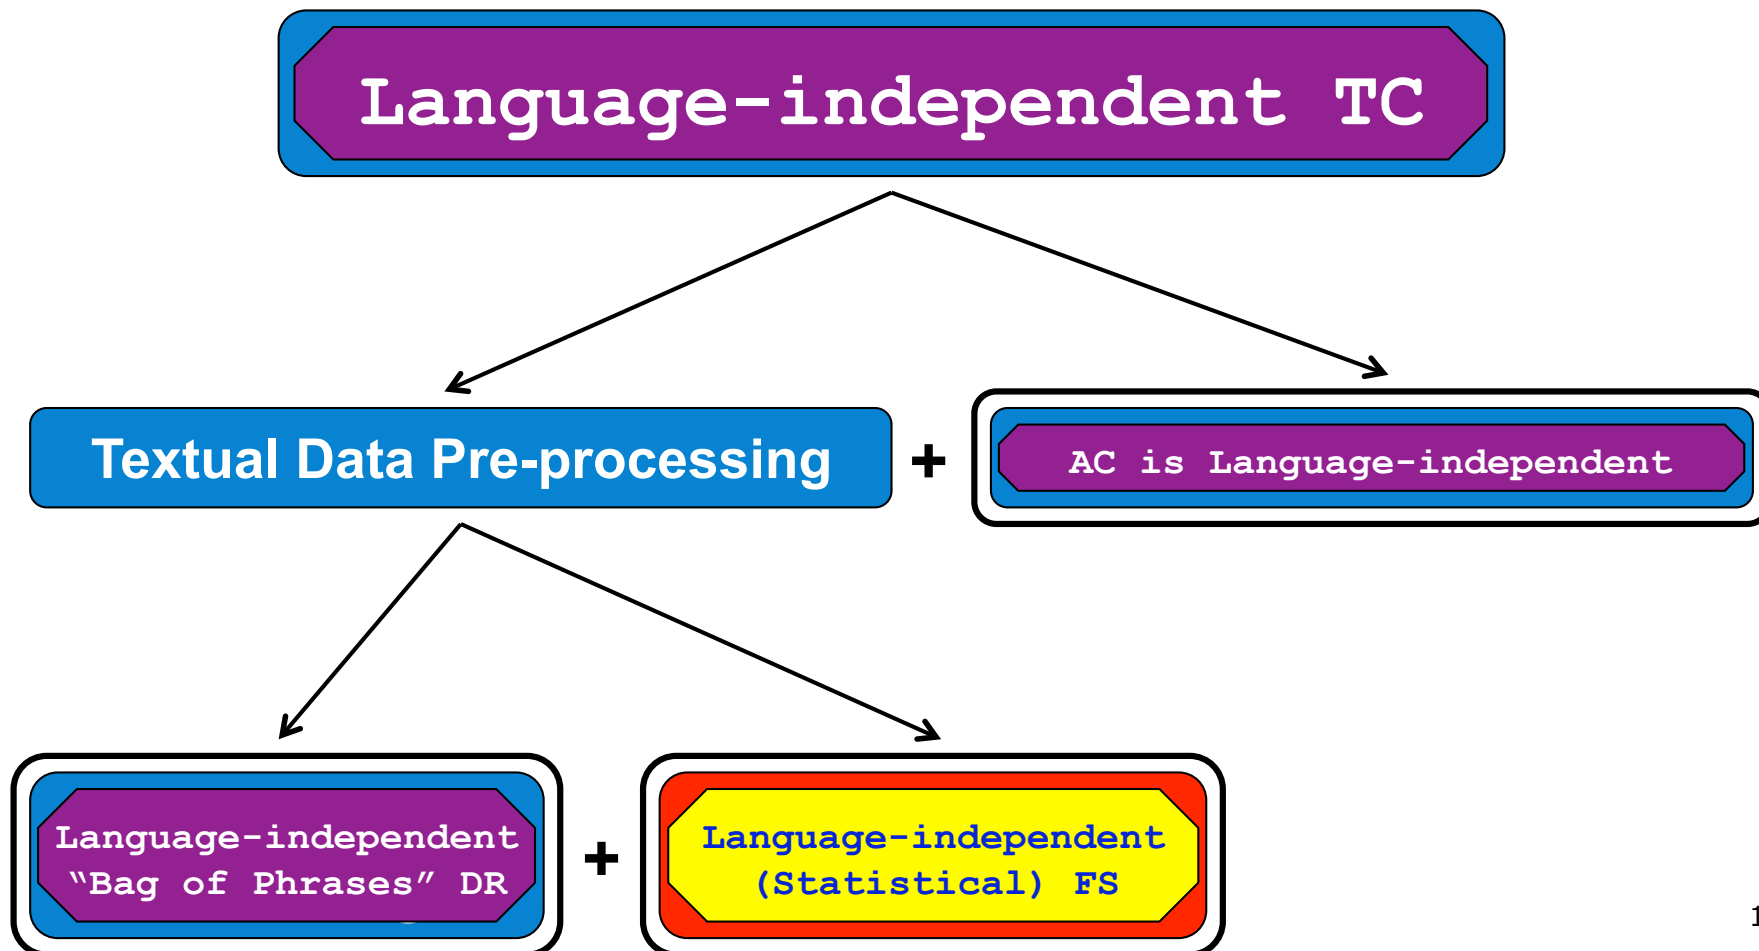 Language-independent TC
Textual Data Pre-processing
+
AC is Language-independent
Language-independent
“Bag of Phrases” DR
+
Language-independent
(Statistical) FS
1